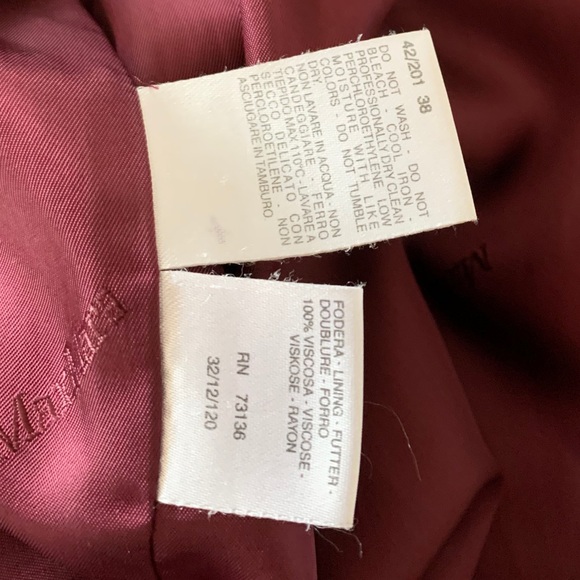 42/201 38
DO NOT WASH - DO NOT
BLEACH - COOL IRON -
PROFESSIONALLY DRY CLEAN
PERCHLOROETHYLENE LOW
MOISTURE WITH LIKE
COLORS - DO NOT TUMBLE
DRY
NON LAVARE IN ACQUA - NON
CANDEGGIARE - FERRO
TIEPIDO MAX 110°C - LAVARE A
SECCO DELICATO CON
PERCLOROETILENE - NON
ASCIUGARE IN TAMBURO
FODERA - LINING - FUTTER -
DOUBLURE - FORRO
100% VISCOSA - VISCOSE -
VISKOSE - RAYON
RN 73136
32/12/120